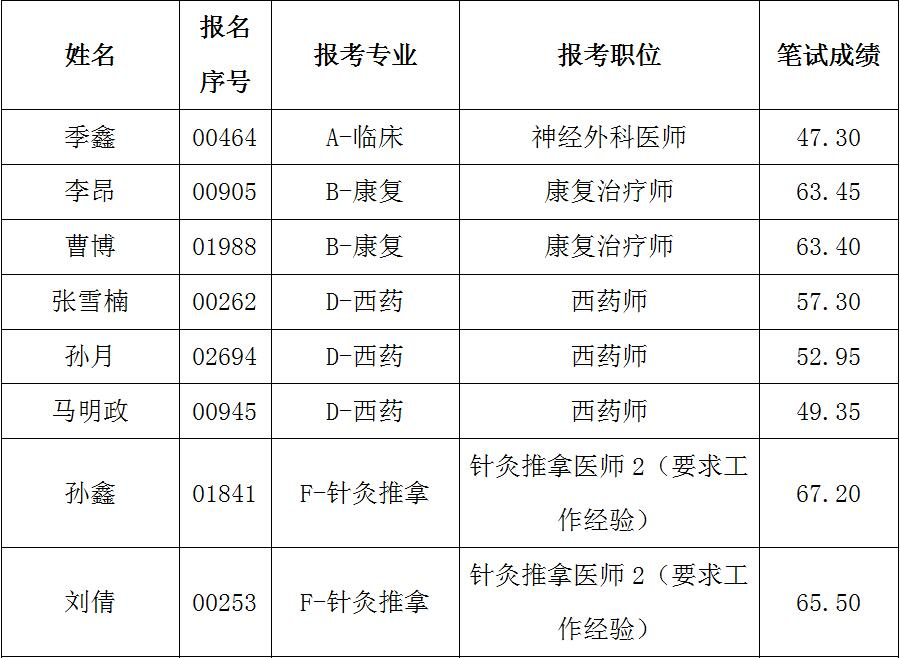 姓名 报名序号 报考专业 报考职位 笔试成绩
季鑫 00464 A-临床 神经外科医师 47.30
李昂 00905 B-康复 康复治疗师 63.45
曹博 01988 B-康复 康复治疗师 63.40
张雪楠 00262 D-西药 西药师 57.30
孙月 02694 D-西药 西药师 52.95
马明政 00945 D-西药 西药师 49.35
孙鑫 01841 F-针灸推拿 针灸推拿医师2（要求工作经验） 67.20
刘倩 00253 F-针灸推拿 针灸推拿医师2（要求工作经验） 65.50